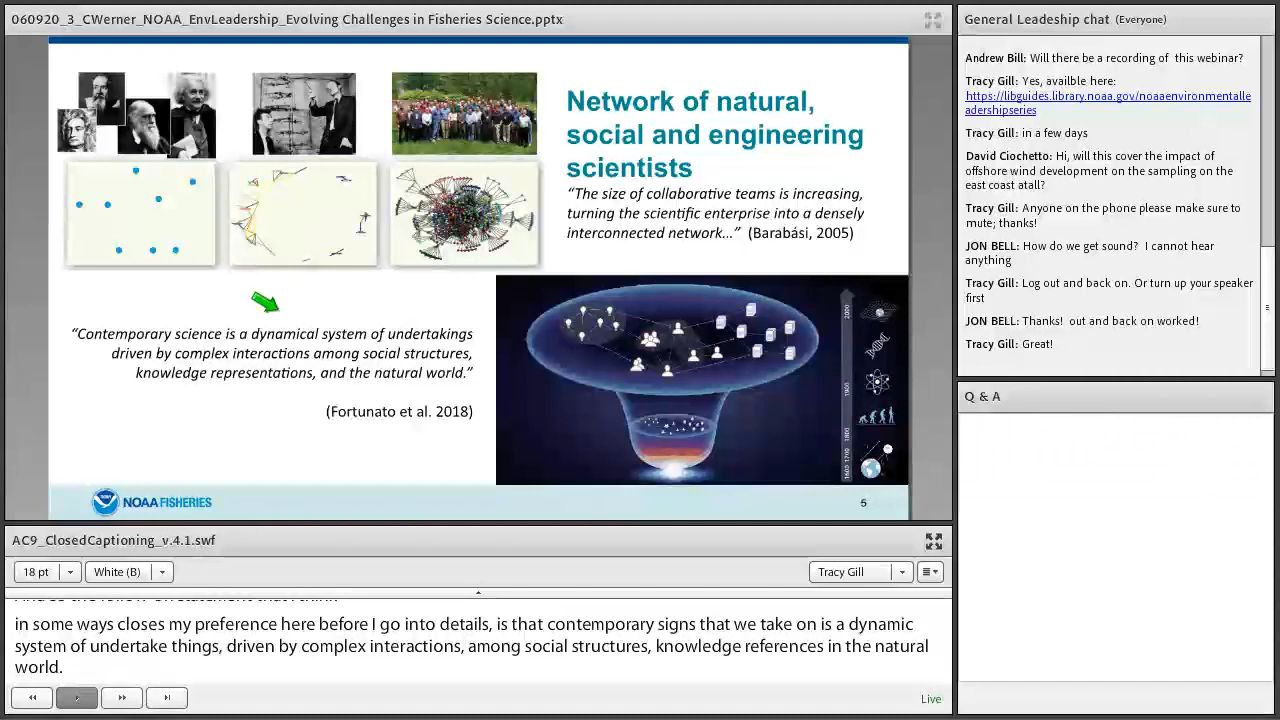 060920_3_CWerner_NOAA_EnvLeadership_Evolving Challenges in Fisheries Science.pptx
Network of natural,
social and engineering
scientists
“The size of collaborative teams is increasing,
turning the scientific enterprise into a densely
interconnected network…” (Barabási, 2005)
“Contemporary science is a dynamical system of undertakings
driven by complex interactions among social structures,
knowledge representations, and the natural world.”
(Fortunato et al. 2018)
2000
1900
1800
1700
1600
NOAA FISHERIES
5
General Leadeship chat (Everyone)
Andrew Bill: Will there be a recording of this webinar?
Tracy Gill: Yes, availble here:
https://libguides.library.noaa.gov/noaaenvironmentalle
adershipseries
Tracy Gill: in a few days
David Ciochetto: Hi, will this cover the impact of
offshore wind development on the sampling on the
east coast atall?
Tracy Gill: Anyone on the phone please make sure to
mute; thanks!
JON BELL: How do we get sound? I cannot hear
anything
Tracy Gill: Log out and back on. Or turn up your speaker
first
JON BELL: Thanks! out and back on worked!
Tracy Gill: Great!
Q & A
AC9_ClosedCaptioning_v.4.1.swf
18 pt
White (B)
Tracy Gill
in some ways closes my preference here before I go into details, is that contemporary signs that we take on is a dynamic
system of undertake things, driven by complex interactions, among social structures, knowledge references in the natural
world.
Live